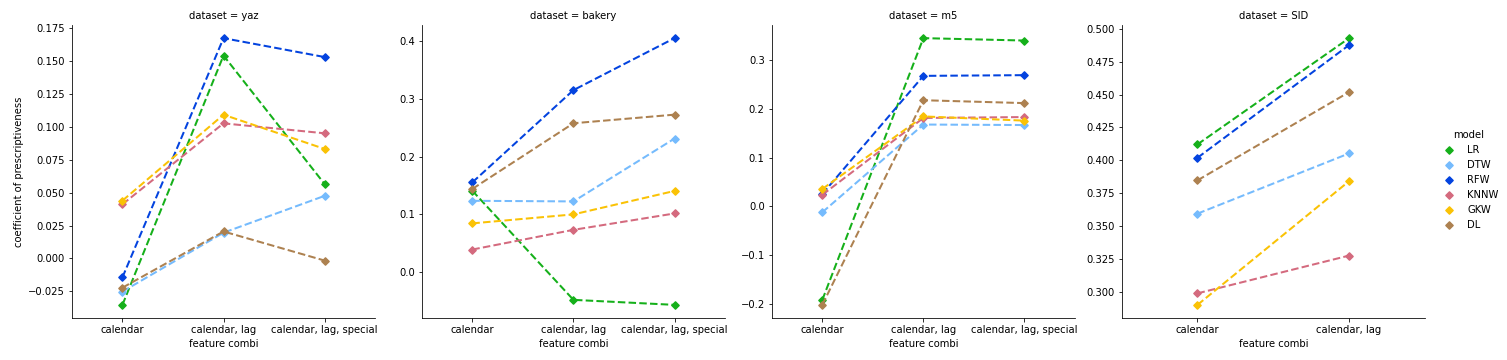 dataset = yaz
coefficient of prescriptiveness
0.175
0.150
0.125
0.100
0.075
0.050
0.025
0.000
−0.025
calendar
calendar, lag
calendar, lag, special
feature combi
dataset = bakery
0.4
0.3
0.2
0.1
0.0
calendar
calendar, lag
calendar, lag, special
feature combi
dataset = m5
0.3
0.2
0.1
0.0
−0.1
−0.2
calendar
calendar, lag
calendar, lag, special
feature combi
dataset = SID
0.500
0.475
0.450
0.425
0.400
0.375
0.350
0.325
0.300
calendar
calendar, lag
feature combi
model
LR
DTW
RFW
KNNW
GKW
DL